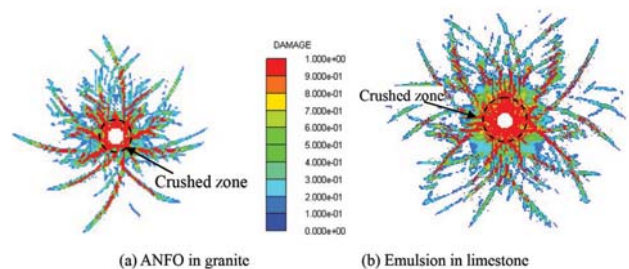 DAMAGE
1.000e+00
9.000e-01
8.000e-01
7.000e-01
6.000e-01
5.000e-01
4.000e-01
3.000e-01
2.000e-01
1.000e-01
0.000e+00
Crushed zone
Crushed zone
(a) ANFO in granite
(b) Emulsion in limestone